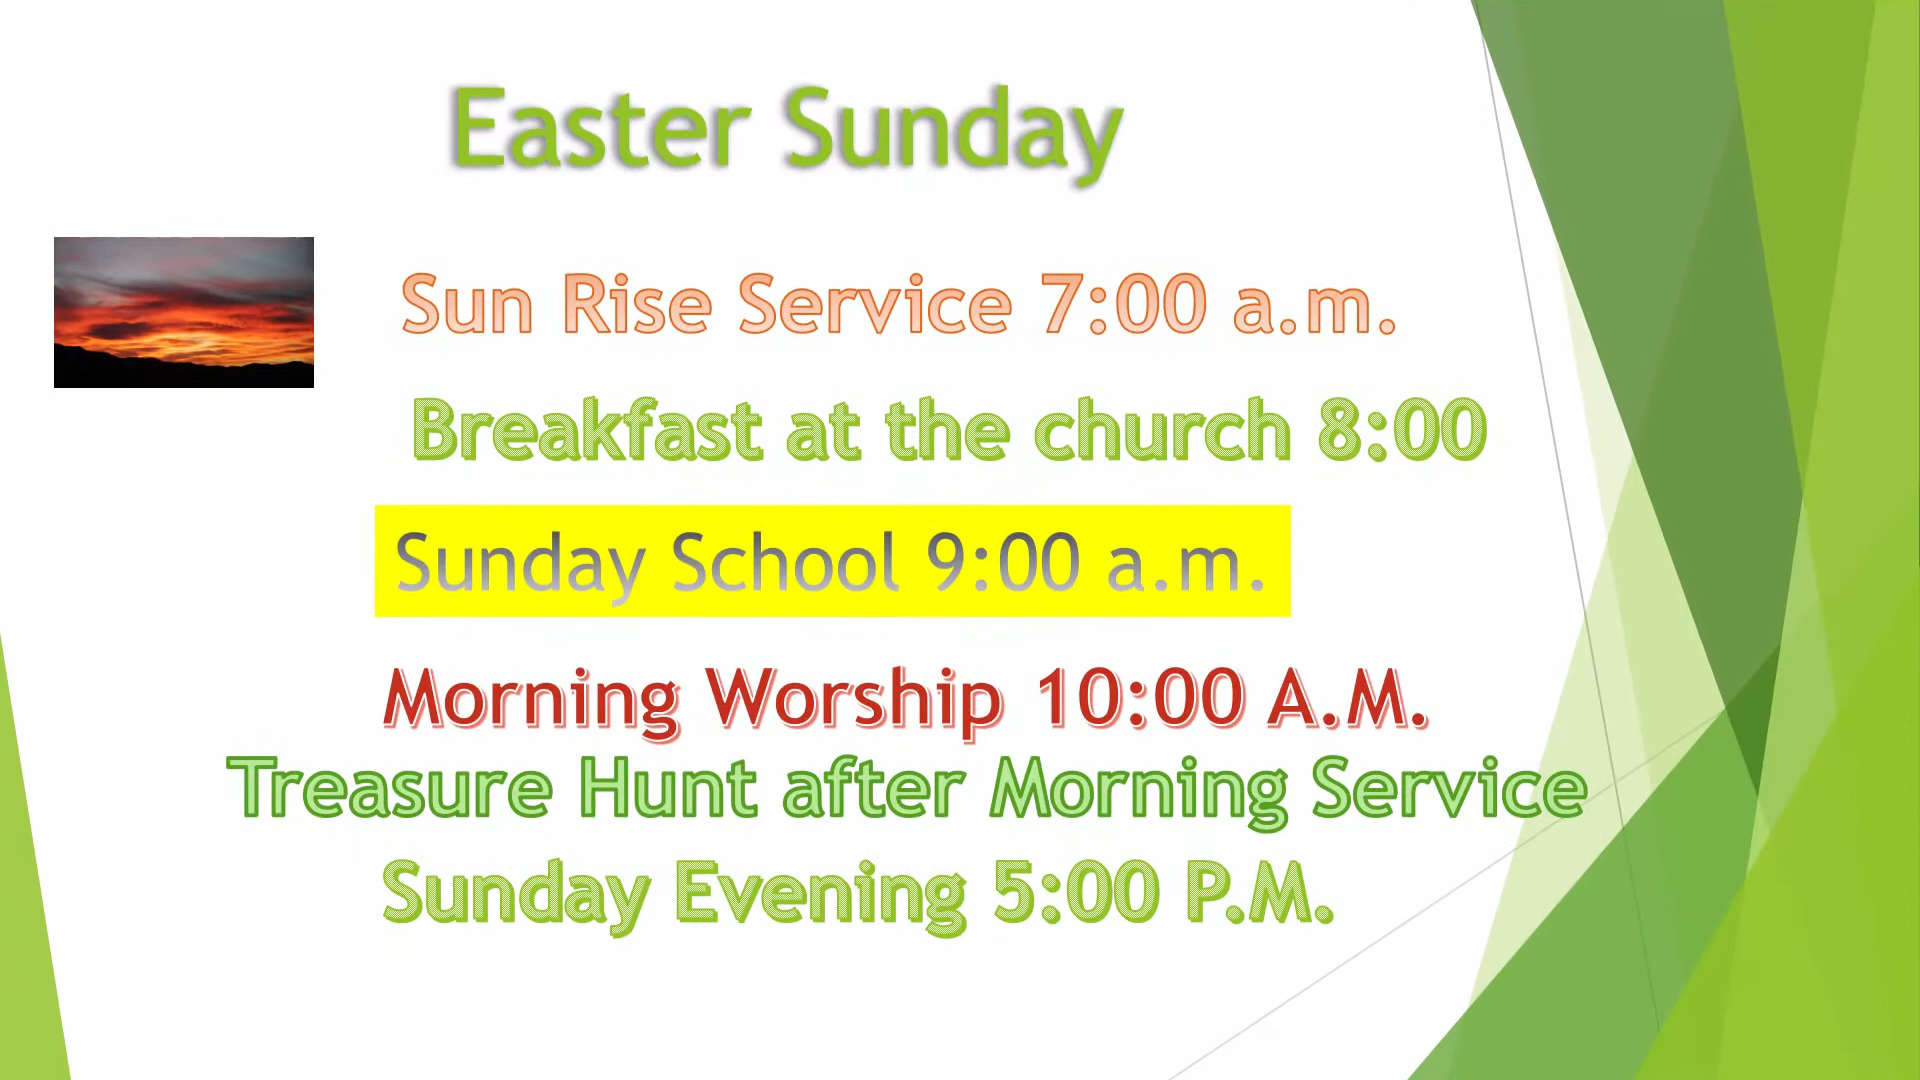 Easter Sunday
Sun Rise Service 7:00 a.m.
Breakfast at the church 8:00
Sunday School 9:00 a.m.
Morning Worship 10:00 A.M.
Treasure Hunt after Morning Service
Sunday Evening 5:00 P.M.